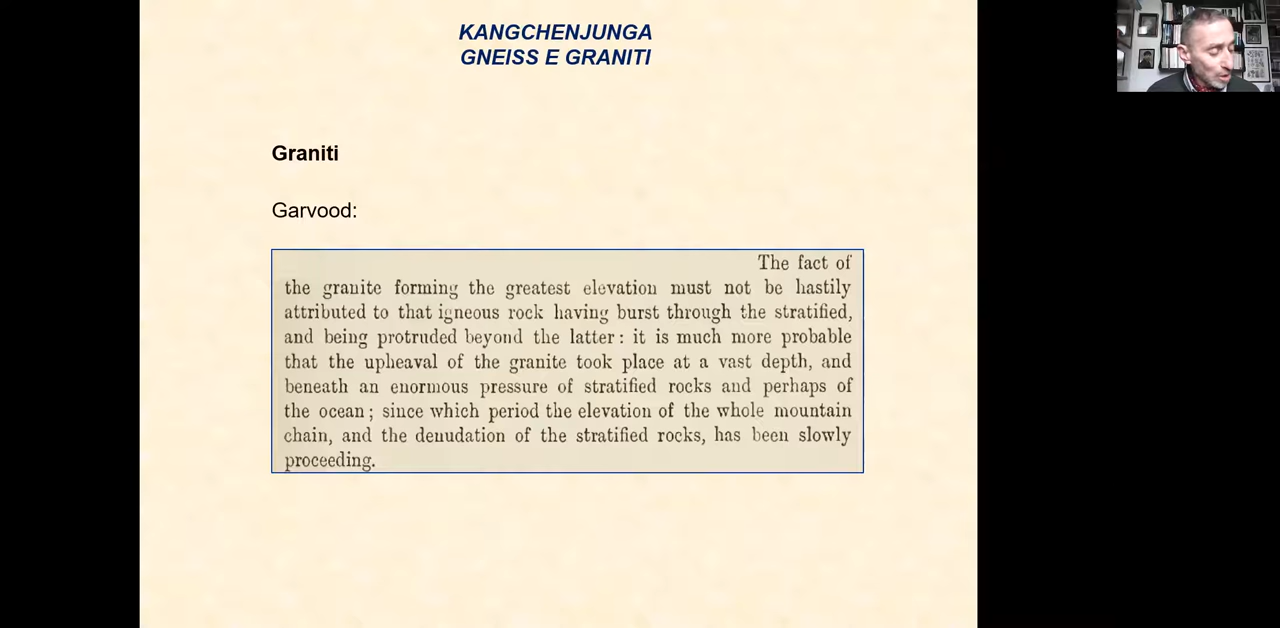 KANGCHENJUNGA
GNEISS E GRANITI
Graniti
Garvood:
The fact of
the granite forming the greatest elevation must not be hastily
attributed to that igneous rock having burst through the stratified,
and being protruded beyond the latter : it is much more probable
that the upheaval of the granite took place at a vast depth, and
beneath an enormous pressure of stratified rocks and perhaps of
the ocean ; since which period the elevation of the whole mountain
chain, and the denudation of the stratified rocks, has been slowly
proceeding.